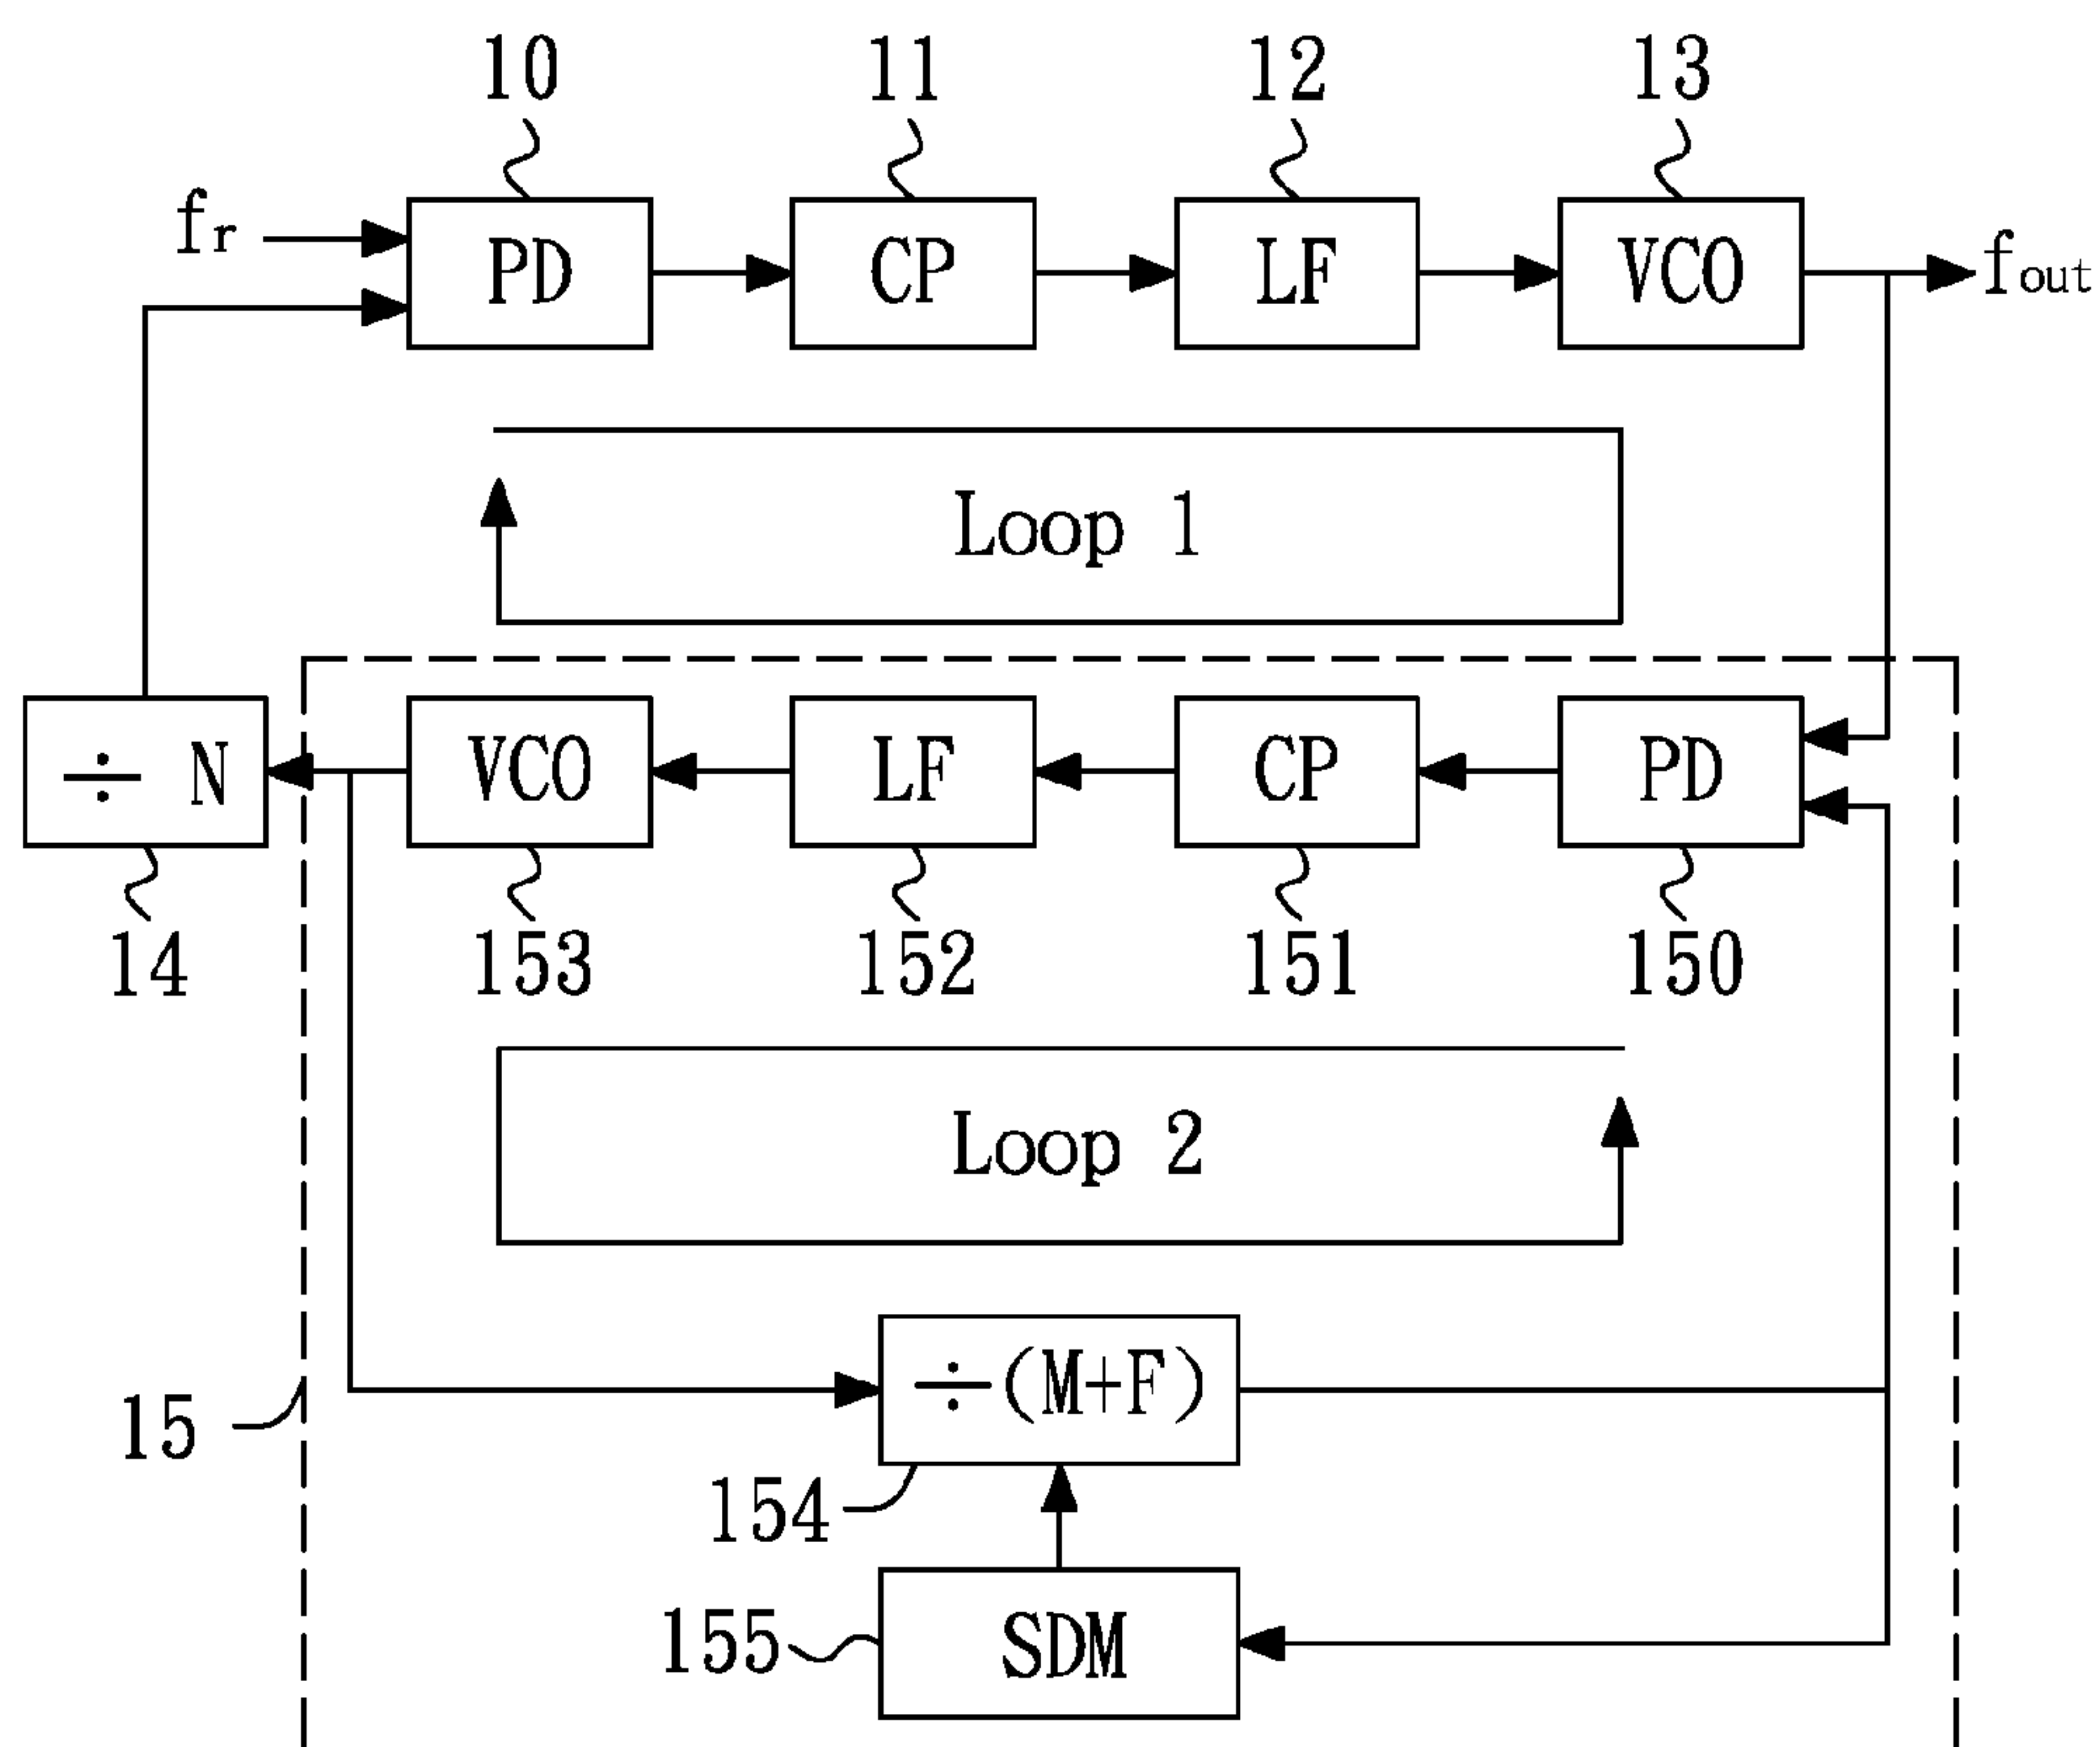 10 11 12 13
fr PD CP LF VCO fout
Loop 1
÷ N VCO LF CP PD
14 153 152 151 150
Loop 2
÷(M+F)
15
154
SDM
155